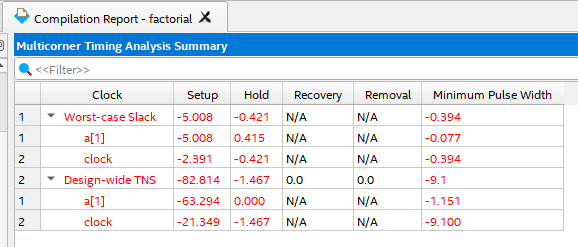 Compilation Report - factorial
Multicorner Timing Analysis Summary
<<Filter>>
Clock Setup Hold Recovery Removal Minimum Pulse Width
1 Worst-case Slack -5.008 -0.421 N/A N/A -0.394
1 a[1] -5.008 0.415 N/A N/A -0.077
2 clock -2.391 -0.421 N/A N/A -0.394
2 Design-wide TNS -82.814 -1.467 0.0 0.0 -9.1
1 a[1] -63.294 0.000 N/A N/A -1.151
2 clock -21.349 -1.467 N/A N/A -9.100